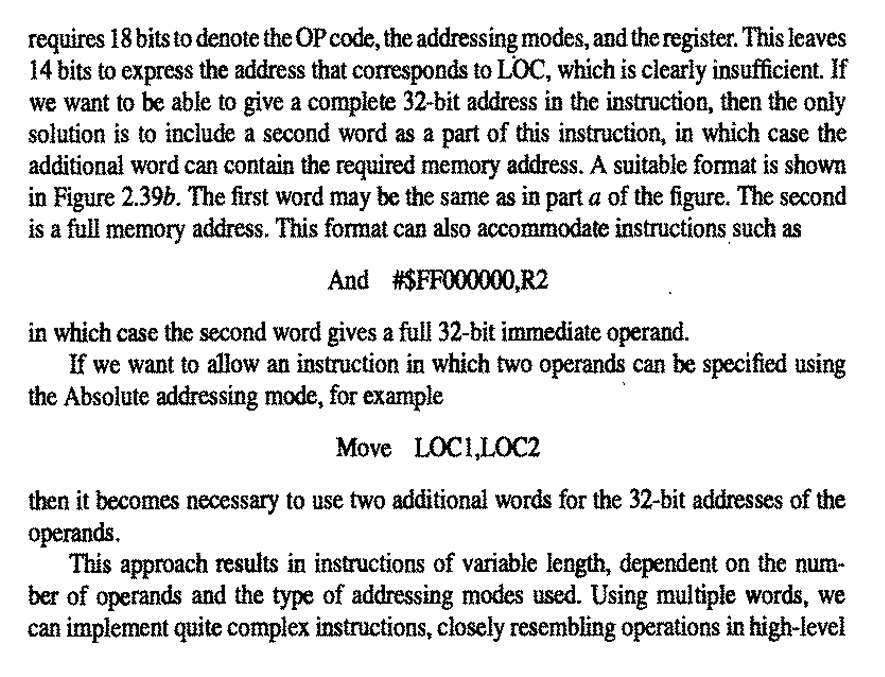 requires 18 bits to denote the OP code, the addressing modes, and the register. This leaves
14 bits to express the address that corresponds to LOC, which is clearly insufficient. If
we want to be able to give a complete 32-bit address in the instruction, then the only
solution is to include a second word as a part of this instruction, in which case the
additional word can contain the required memory address. A suitable format is shown
in Figure 2.39b. The first word may be the same as in part a of the figure. The second
is a full memory address. This format can also accommodate instructions such as
And #$FF000000,R2
in which case the second word gives a full 32-bit immediate operand.
If we want to allow an instruction in which two operands can be specified using
the Absolute addressing mode, for example
Move LOC1,LOC2
then it becomes necessary to use two additional words for the 32-bit addresses of the
operands.
This approach results in instructions of variable length, dependent on the num-
ber of operands and the type of addressing modes used. Using multiple words, we
can implement quite complex instructions, closely resembling operations in high-level